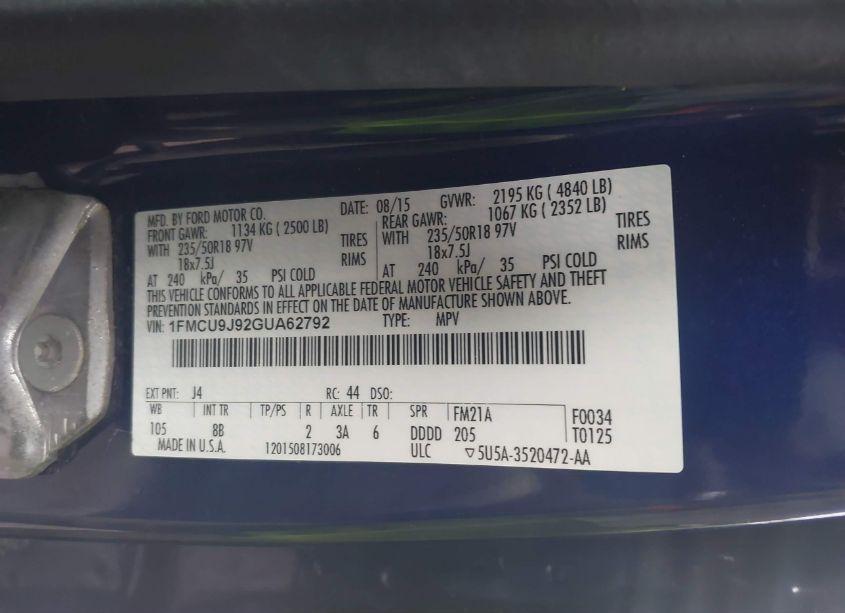 MFD. BY FORD MOTOR CO. DATE: 08/15 GVWR: 2195 KG ( 4840 LB)
FRONT GAWR: 1134 KG ( 2500 LB) REAR GAWR: 1067 KG ( 2352 LB)
WITH 235/50R18 97V TIRES WITH 235/50R18 97V TIRES
18x7.5J RIMS 18x7.5J RIMS
AT 240 kPa/ 35 PSI COLD AT 240 kPa/ 35 PSI COLD
THIS VEHICLE CONFORMS TO ALL APPLICABLE FEDERAL MOTOR VEHICLE SAFETY AND THEFT
PREVENTION STANDARDS IN EFFECT ON THE DATE OF MANUFACTURE SHOWN ABOVE.
VIN: 1FMCU9J92GUA62792 TYPE: MPV
EXT PNT: J4 RC: 44 DSO:
WB INT TR TP/PS R AXLE TR SPR FM21A F0034
105 8B 2 3A 6 DDDD 205 T0125
MADE IN U.S.A. 1201508173006 ULC ▽5U5A-3520472-AA